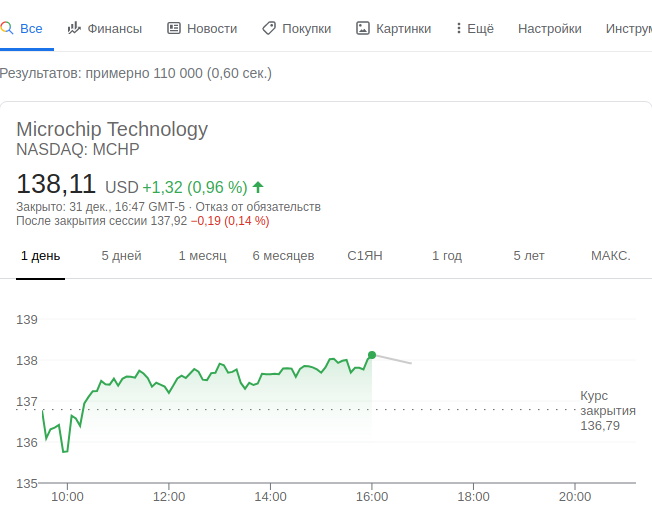 Все Финансы Новости Покупки Картинки Ещё Настройки Инструм
Результатов: примерно 110 000 (0,60 сек.)
Microchip Technology
NASDAQ: MCHP
138,11 USD +1,32 (0,96 %)
Закрыто: 31 дек., 16:47 GMT-5 · Отказ от обязательств
После закрытия сессии 137,92 −0,19 (0,14 %)
1 день 5 дней 1 месяц 6 месяцев С1ЯН 1 год 5 лет МАКС.
139
138
137
136
135
Курс
закрытия
136,79
10:00 12:00 14:00 16:00 18:00 20:00